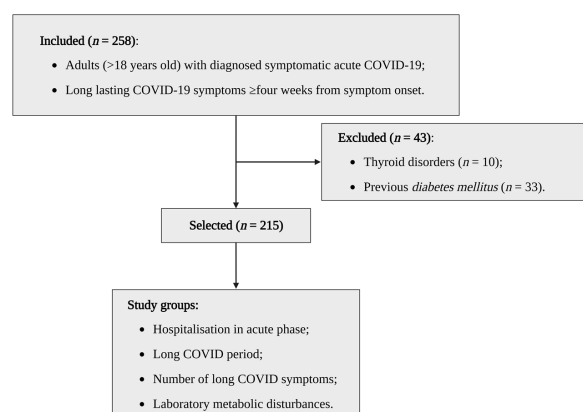 Included (n = 258):
• Adults (>18 years old) with diagnosed symptomatic acute COVID-19;
• Long lasting COVID-19 symptoms ≥four weeks from symptom onset.
Excluded (n = 43):
• Thyroid disorders (n = 10);
• Previous diabetes mellitus (n = 33).
Selected (n = 215)
Study groups:
• Hospitalisation in acute phase;
• Long COVID period;
• Number of long COVID symptoms;
• Laboratory metabolic disturbances.